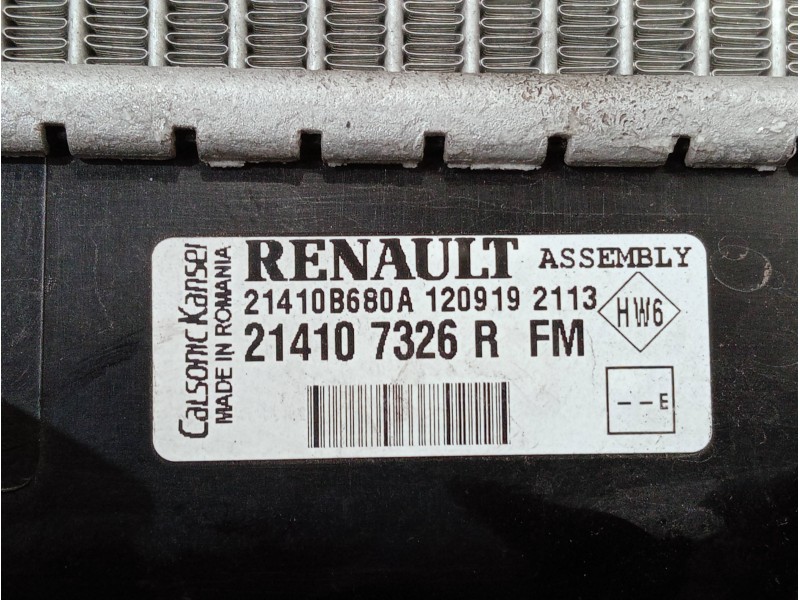 Calsonic Kansei
MADE IN ROMANIA
RENAULT ASSEMBLY
21410B680A 120919 2113
21410 7326 R FM
HW6
--E